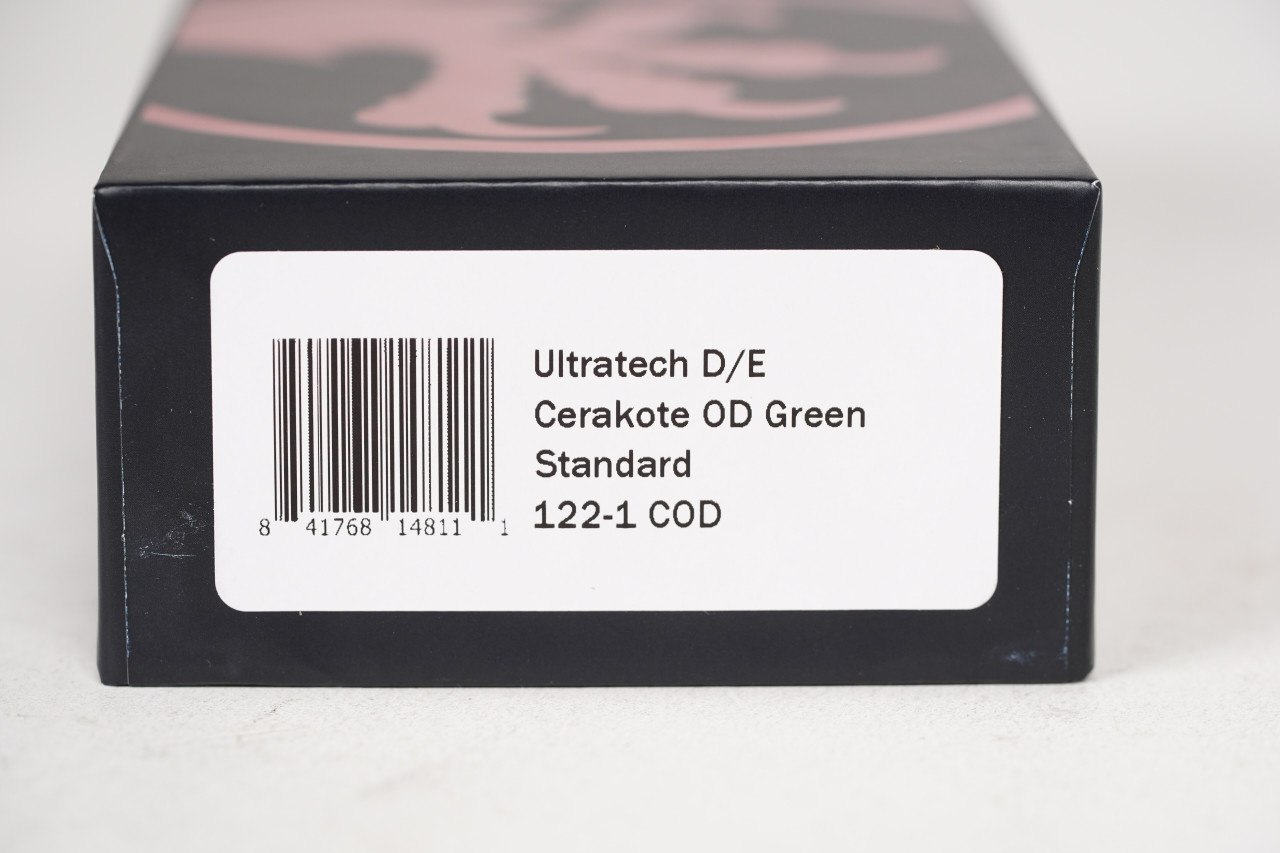 Ultratech D/E
Cerakote OD Green
Standard
122-1 COD
8 41768 14811 1